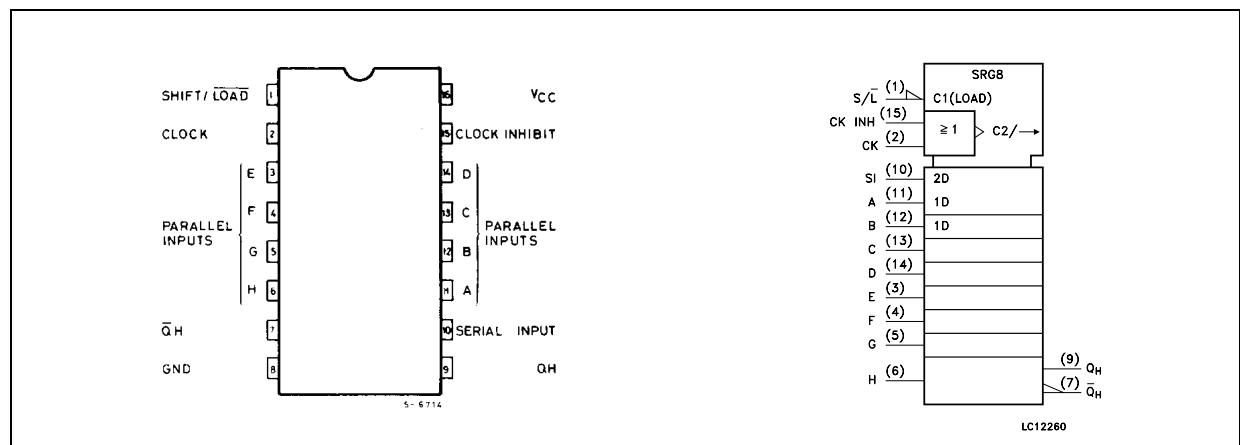 SHIFT/L̅O̅A̅D̅ 1
CLOCK 2
E 3
F 4
G 5
H 6
PARALLEL
INPUTS
Q̅H 7
GND 8
16 VCC
15 CLOCK INHIBIT
14 D
13 C
12 B
11 A
PARALLEL
INPUTS
10 SERIAL INPUT
9 QH
S-6714
SRG8
S/L̅ (1) C1(LOAD)
CK INH (15) ≧1 C2/→
CK (2)
SI (10) 2D
A (11) 1D
B (12) 1D
C (13)
D (14)
E (3)
F (4)
G (5)
H (6)
(9) QH
(7) Q̅H
LC12260